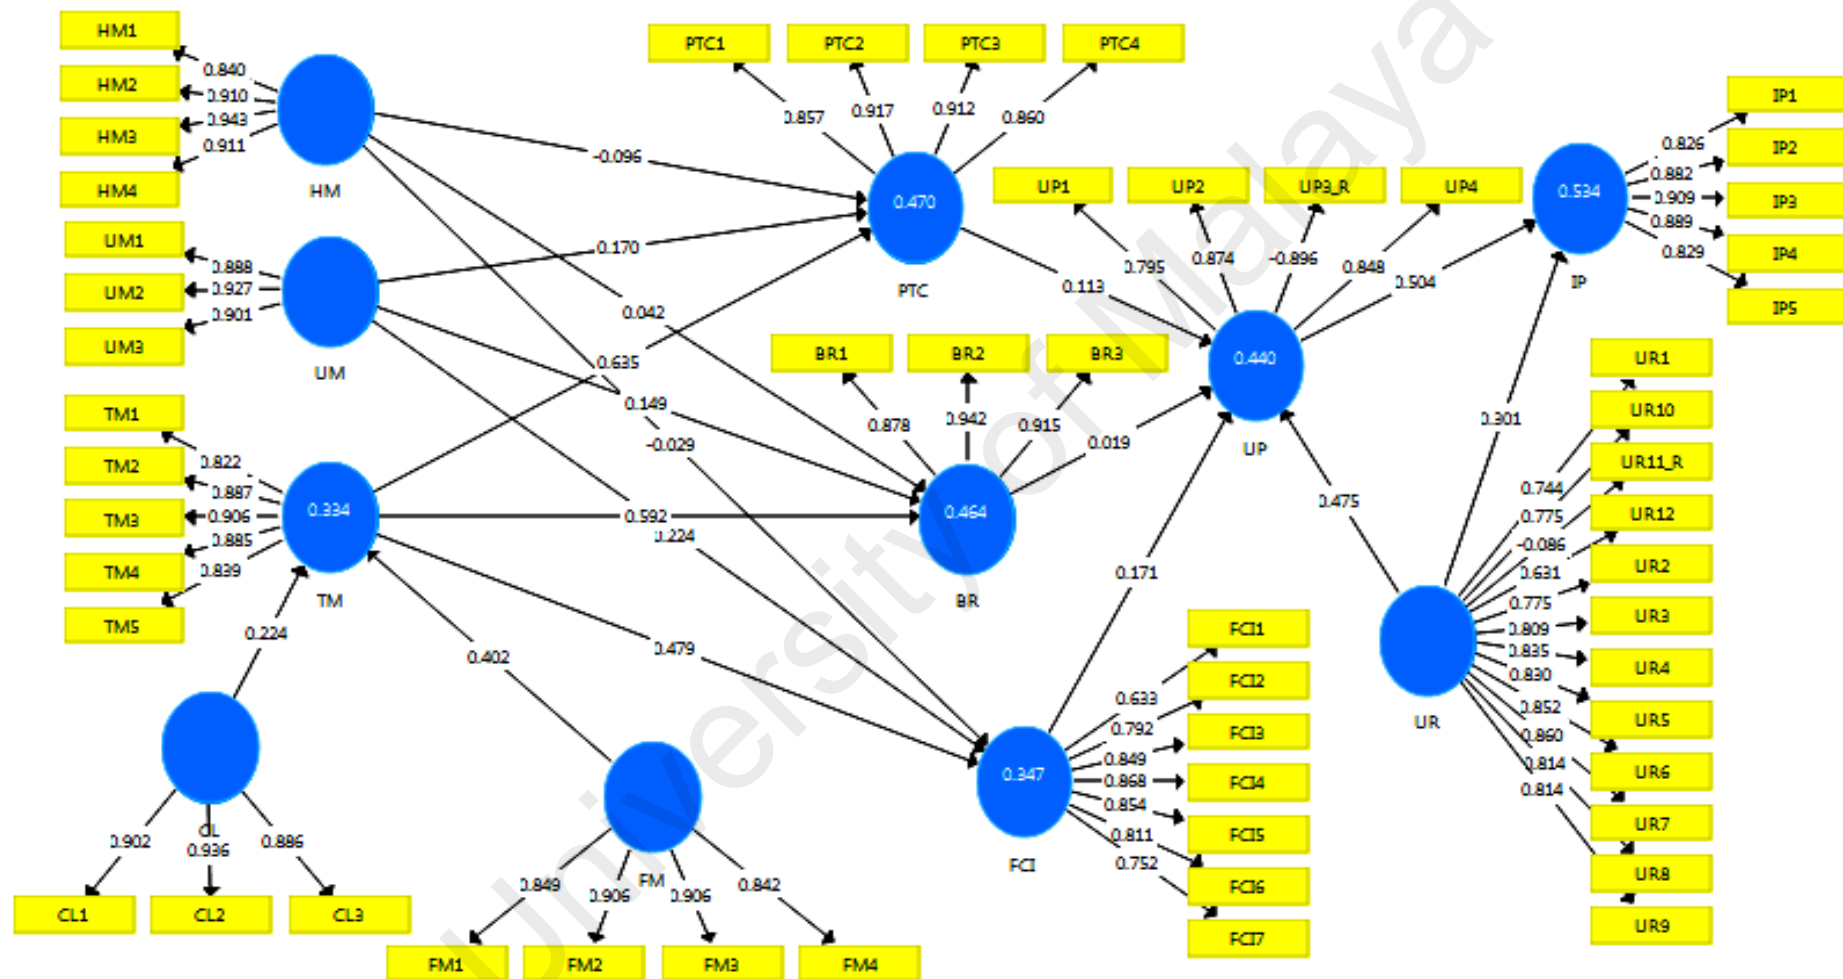 HM1
HM2
HM3
HM4
0.840
0.910
0.943
0.911
HM
UM1
UM2
UM3
0.888
0.927
0.901
UM
TM1
TM2
TM3
TM4
TM5
0.822
0.887
0.906
0.885
0.839
0.334
TM
0.224
CL
0.902
0.936
0.886
CL1
CL2
CL3
0.402
FM
0.849
0.906
0.906
0.842
FM1
FM2
FM3
FM4
-0.096
0.170
0.042
0.635
0.149
-0.029
0.592
0.224
0.479
PTC1
PTC2
PTC3
PTC4
0.857
0.917
0.912
0.860
0.470
PTC
BR1
BR2
BR3
0.878
0.942
0.915
0.464
BR
0.113
0.019
0.171
0.475
UP1
UP2
UP3_R
UP4
0.795
0.874
-0.896
0.848
0.440
UP
0.504
0.301
FCI1
FCI2
FCI3
FCI4
FCI5
FCI6
FCI7
0.633
0.792
0.849
0.868
0.854
0.811
0.752
0.347
FCI
IP1
IP2
IP3
IP4
IP5
0.826
0.882
0.909
0.889
0.829
0.534
IP
UR1
UR10
UR11_R
UR12
UR2
UR3
UR4
UR5
UR6
UR7
UR8
UR9
0.744
0.775
-0.086
0.631
0.775
0.809
0.835
0.830
0.852
0.860
0.814
0.814
UR
University of Malaya